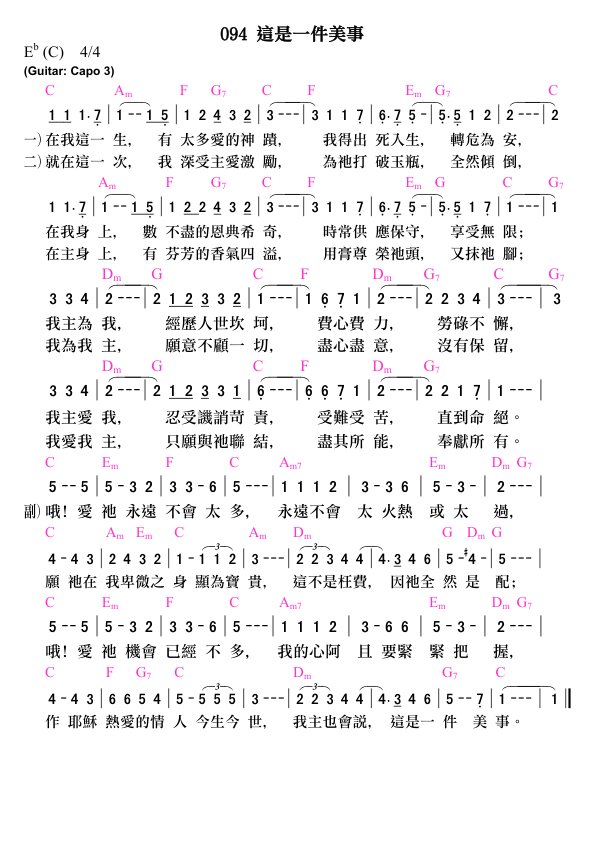 094 這是一件美事
E♭ (C) 4/4
(Guitar: Capo 3)
C Am F G7 C F Em G7 C
1 1 1·7 | 1--1 5 | 1 2 4 3 2 | 3--- | 3 1 1 7 | 6·7 5- | 5·5 1 2 | 2--- | 2
一)在我這一 生， 有 太多愛的神 蹟， 我得出 死入生， 轉危為 安，
二)就在這一 次， 我 深受主愛激 勵， 為祂打 破玉瓶， 全然傾 倒，
Am F G7 C F Em G C G7
1 1·7 | 1--1 5 | 1 2 2 4 3 2 | 3--- | 3 1 1 7 | 6·7 5- | 5·5 1 2 | 1--- | 1
在我身 上， 數 不盡的恩典希 奇， 時常供 應保守， 享受無 限；
在主身 上， 有 芬芳的香氣四 溢， 用膏尊 榮祂頭， 又抹祂 腳；
Dm G C F Dm G7 C G7
3 3 4 | 2--- | 2 1 2 3 3 2 | 1--- | 1 6 7 1 | 2--- | 2 2 3 4 | 3--- | 3
我主為 我， 經歷人世坎 坷， 費心費 力， 勞碌不 懈，
我為我 主， 願意不顧一 切， 盡心盡 意， 沒有保 留，
Dm G C F Dm G7 C
3 3 4 | 2--- | 2 1 2 3 3 1 | 6--- | 6 6 7 1 | 2--- | 2 2 1 7 | 1---|
我主愛 我， 忍受譏誚苛 責， 受難受 苦， 直到命 絕。
我愛我 主， 只願與祂聯 結， 盡其所 能， 奉獻所 有。
C Em F C Am7 Em Dm G7
5--5 | 5-3 2 | 3 3-6 | 5--- | 1 1 1 2 | 3-3 6 | 5-3- | 2---|
副)哦! 愛 祂 永遠 不會 太 多， 永遠不會 太 火熱 或 太 過，
C Am Em C Am Dm G Dm G
4-4 3 | 2 4 3 2 | 1-1 1 2 | 3--- | 2 2 3 4 4 | 4·3 4 6 | 5-#4- | 5---|
願 祂在 我卑微之 身 顯為寶 貴， 這不是枉費， 因祂全 然 是 配；
C Em F C Am7 Em Dm G7
5--5 | 5-3 2 | 3 3-6 | 5--- | 1 1 1 2 | 3-6 6 | 5-3- | 2---|
哦! 愛 祂 機會 已經 不 多， 我的心阿 且 要緊 緊 把 握，
C F G7 C Dm G7 C
4-4 3 | 6 6 5 4 | 5-5 5 5 | 3--- | 2 2 3 4 4 | 4·3 4 6 | 5--7 | 1--- | 1 ‖
作 耶穌 熱愛的情 人 今生今 世， 我主也會説， 這是一 件 美 事。